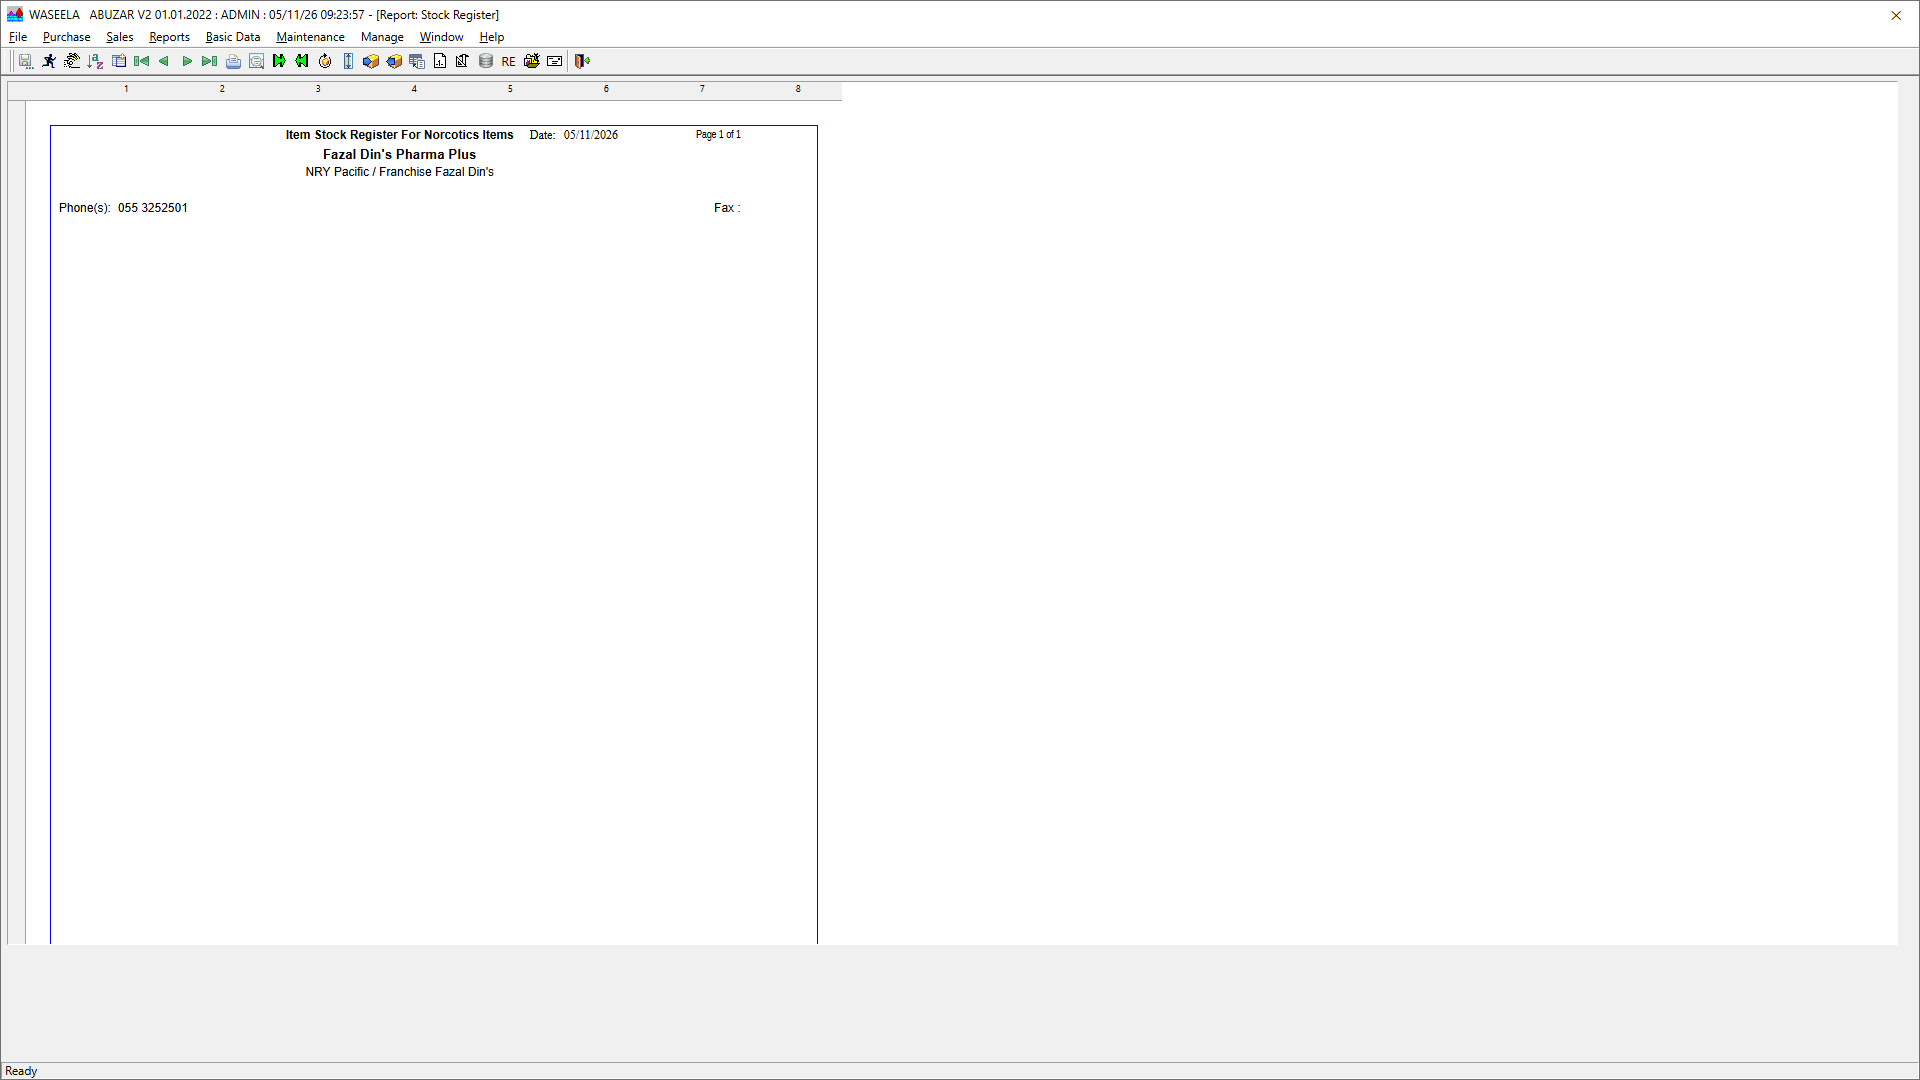 WASEELA ABUZAR V2 01.01.2022 : ADMIN : 05/11/26 09:23:57 - [Report: Stock Register]
File Purchase Sales Reports Basic Data Maintenance Manage Window Help
RE
1 2 3 4 5 6 7 8
Item Stock Register For Norcotics Items Date: 05/11/2026 Page 1 of 1
Fazal Din's Pharma Plus
NRY Pacific / Franchise Fazal Din's
Phone(s): 055 3252501 Fax :
Ready